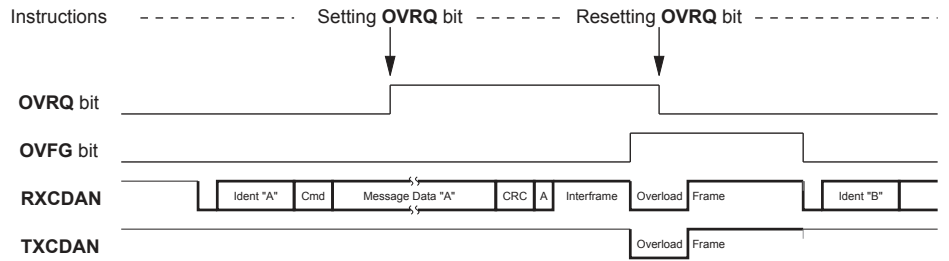 Instructions Setting OVRQ bit Resetting OVRQ bit
OVRQ bit
OVFG bit
RXCDAN Ident "A" Cmd Message Data "A" CRC A Interframe Overload Frame Ident "B"
TXCDAN Overload Frame